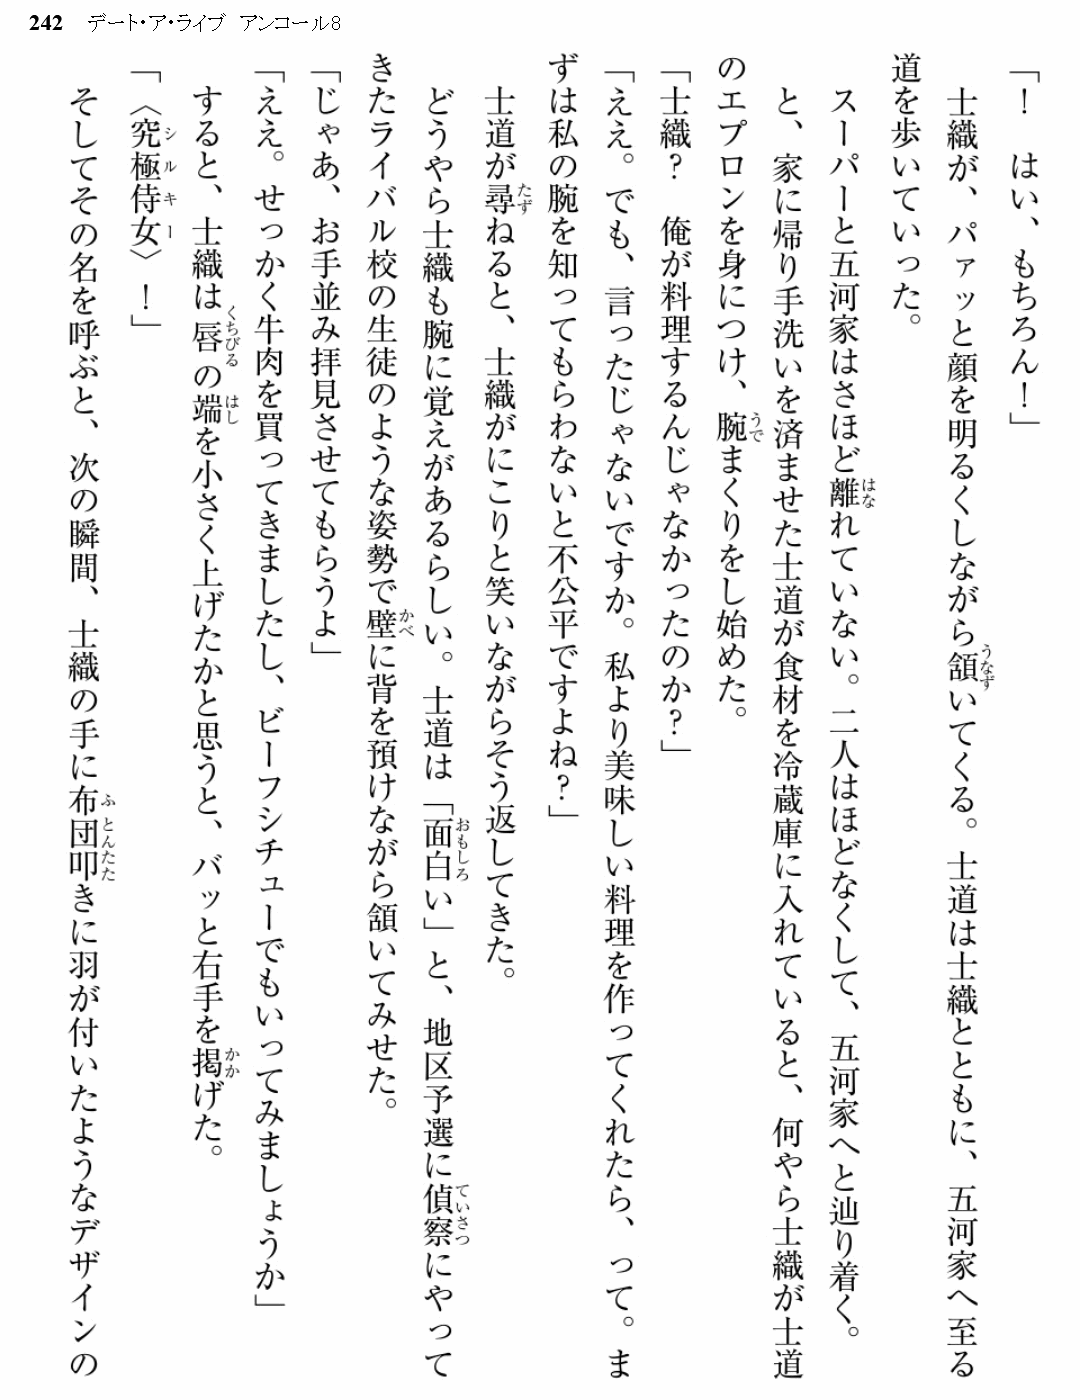 242 デート・ア・ライブ アンコール8
「！　はい、もちろん！」
　士織が、パァッと顔を明るくしながら頷いてくる。士道は士織とともに、五河家へ至る
道を歩いていった。
　スーパーと五河家はさほど離れていない。二人はほどなくして、五河家へと辿り着く。
　と、家に帰り手洗いを済ませた士道が食材を冷蔵庫に入れていると、何やら士織が士道
のエプロンを身につけ、腕まくりをし始めた。
「士織？　俺が料理するんじゃなかったのか？」
「ええ。でも、言ったじゃないですか。私より美味しい料理を作ってくれたら、って。ま
ずは私の腕を知ってもらわないと不公平ですよね？」
　士道が尋ねると、士織がにこりと笑いながらそう返してきた。
　どうやら士織も腕に覚えがあるらしい。士道は「面白い」と、地区予選に偵察にやって
きたライバル校の生徒のような姿勢で壁に背を預けながら頷いてみせた。
「じゃあ、お手並み拝見させてもらうよ」
「ええ。せっかく牛肉を買ってきましたし、ビーフシチューでもいってみましょうか」
　すると、士織は唇の端を小さく上げたかと思うと、バッと右手を掲げた。
「〈究極侍女〉！」
　そしてその名を呼ぶと、次の瞬間、士織の手に布団叩きに羽が付いたようなデザインの